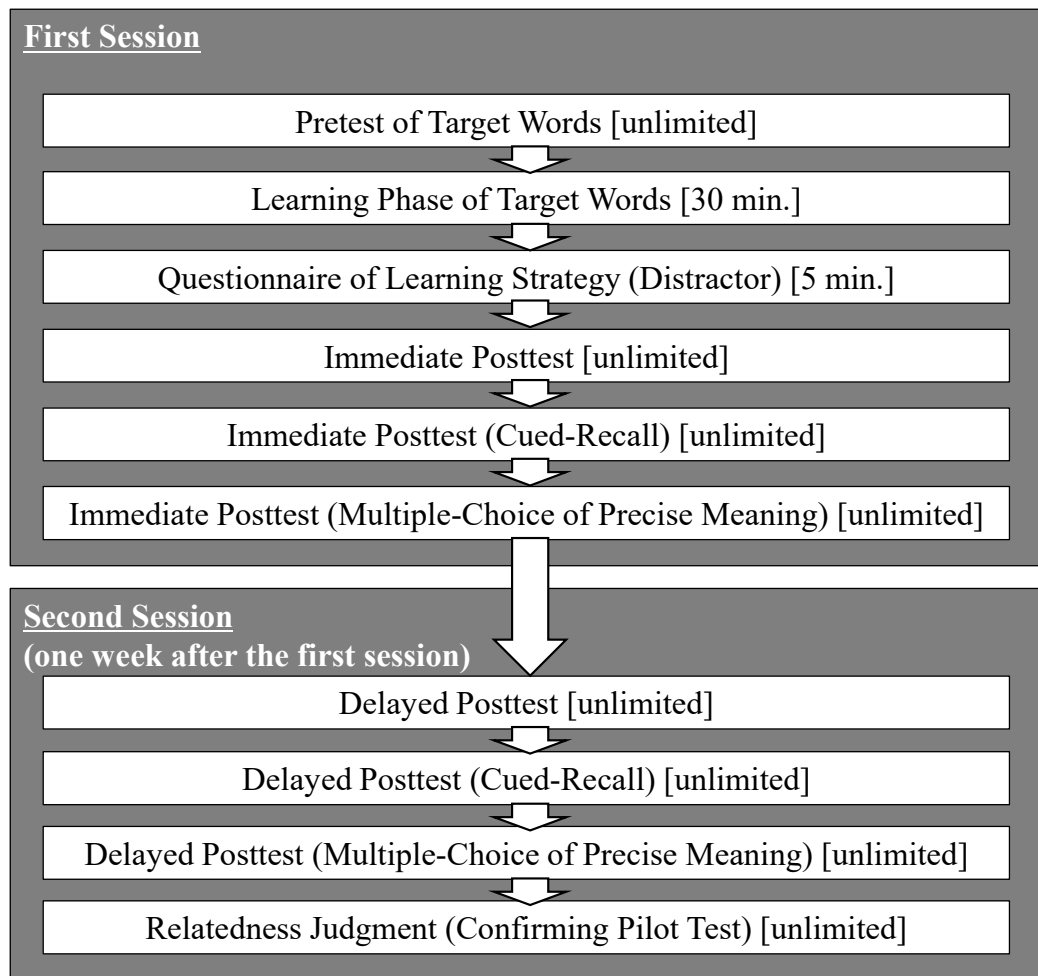 First Session
Pretest of Target Words [unlimited]
Learning Phase of Target Words [30 min.]
Questionnaire of Learning Strategy (Distractor) [5 min.]
Immediate Posttest [unlimited]
Immediate Posttest (Cued-Recall) [unlimited]
Immediate Posttest (Multiple-Choice of Precise Meaning) [unlimited]
Second Session
(one week after the first session)
Delayed Posttest [unlimited]
Delayed Posttest (Cued-Recall) [unlimited]
Delayed Posttest (Multiple-Choice of Precise Meaning) [unlimited]
Relatedness Judgment (Confirming Pilot Test) [unlimited]